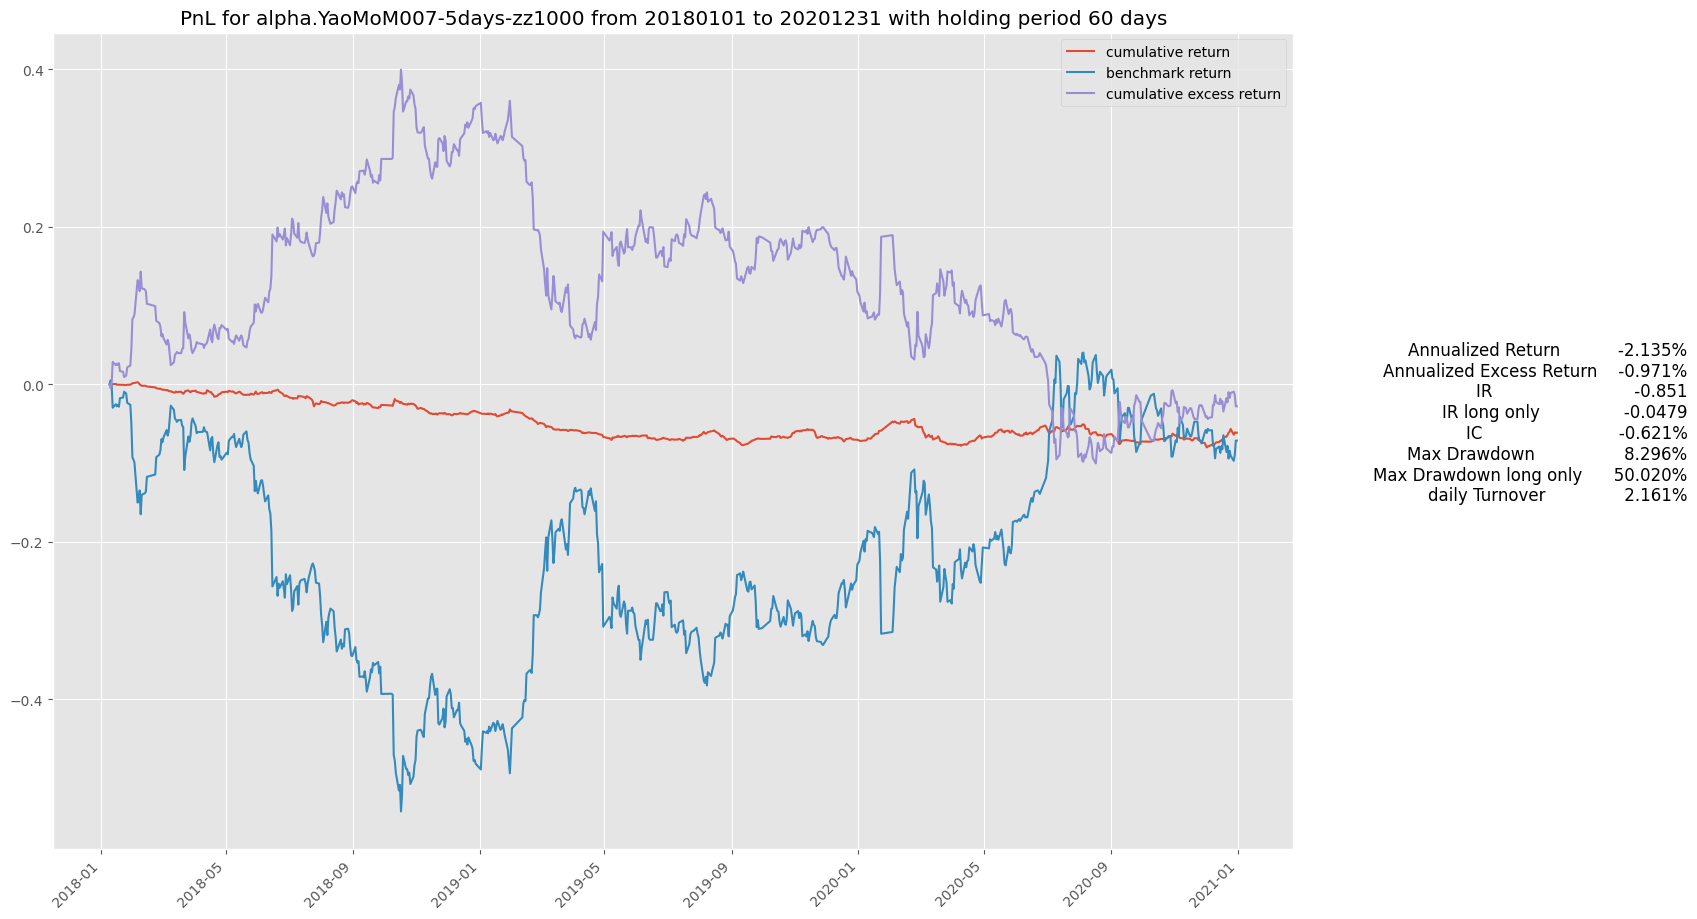 PnL for alpha.YaoMoM007-5days-zz1000 from 20180101 to 20201231 with holding period 60 days
cumulative return
benchmark return
cumulative excess return
0.4
0.2
0.0
−0.2
−0.4
2018-01
2018-05
2018-09
2019-01
2019-05
2019-09
2020-01
2020-05
2020-09
2021-01
Annualized Return -2.135%
Annualized Excess Return -0.971%
IR -0.851
IR long only -0.0479
IC -0.621%
Max Drawdown 8.296%
Max Drawdown long only 50.020%
daily Turnover 2.161%